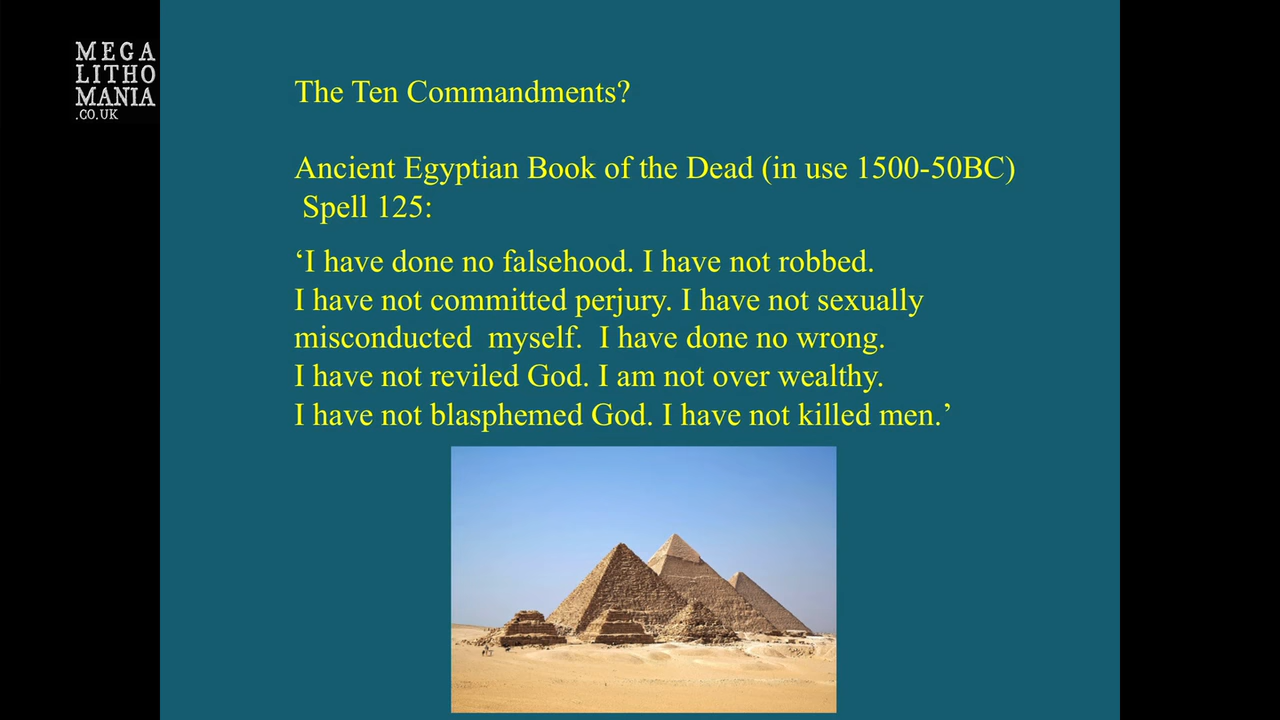 MEGA
LITHO
MANIA
.CO.UK
The Ten Commandments?
Ancient Egyptian Book of the Dead (in use 1500-50BC)
Spell 125:
‘I have done no falsehood. I have not robbed.
I have not committed perjury. I have not sexually
misconducted myself. I have done no wrong.
I have not reviled God. I am not over wealthy.
I have not blasphemed God. I have not killed men.’